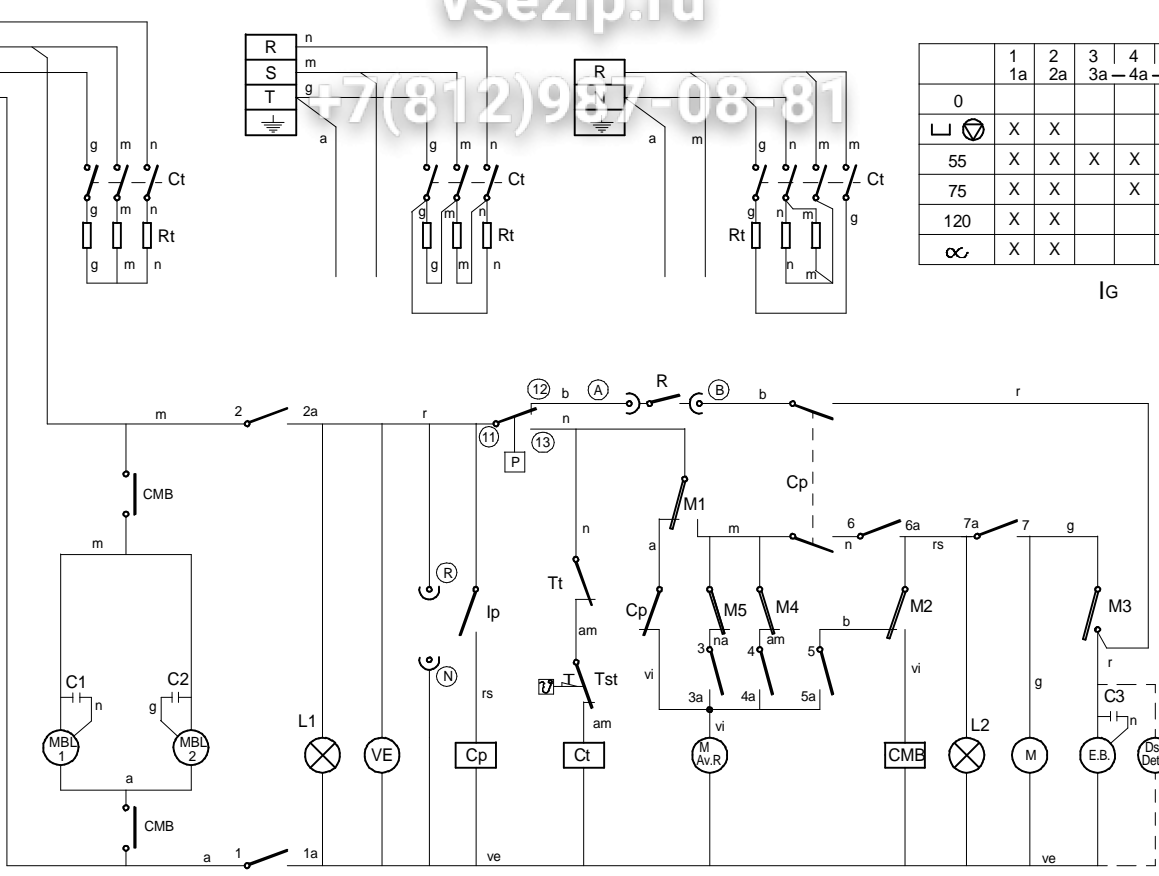 vsezip.ru
+7(812)987-08-81
R n
S m
T g
a
R
N
a m
1 2 3 4
1a 2a 3a 4a
0
X X
55 X X X X
75 X X X
120 X X
X X
IG
g m n Ct
g m n Rt
g m n
g m n Ct
g m n Rt
g m n
g n m m Ct
g n m g
Rt
n m
m 2 2a r 11 12 b A R B b r
13 n
P
CMB
m
M1
Cp
m
6 6a 7a 7 g
n rs
a
n
R
Tt
Ip
Cp M5 M4 M2 M3
am na am b
3 4 5
N
rs
Tst
vi
3a 4a 5a
vi
g
r
C1 C2
n g
am
vi
C3
n
L1
L2
MBL 1
MBL 2
VE
Cp
Ct
M Av.R
CMB
M
E.B.
Ds
Det
a
CMB
a 1 1a ve ve